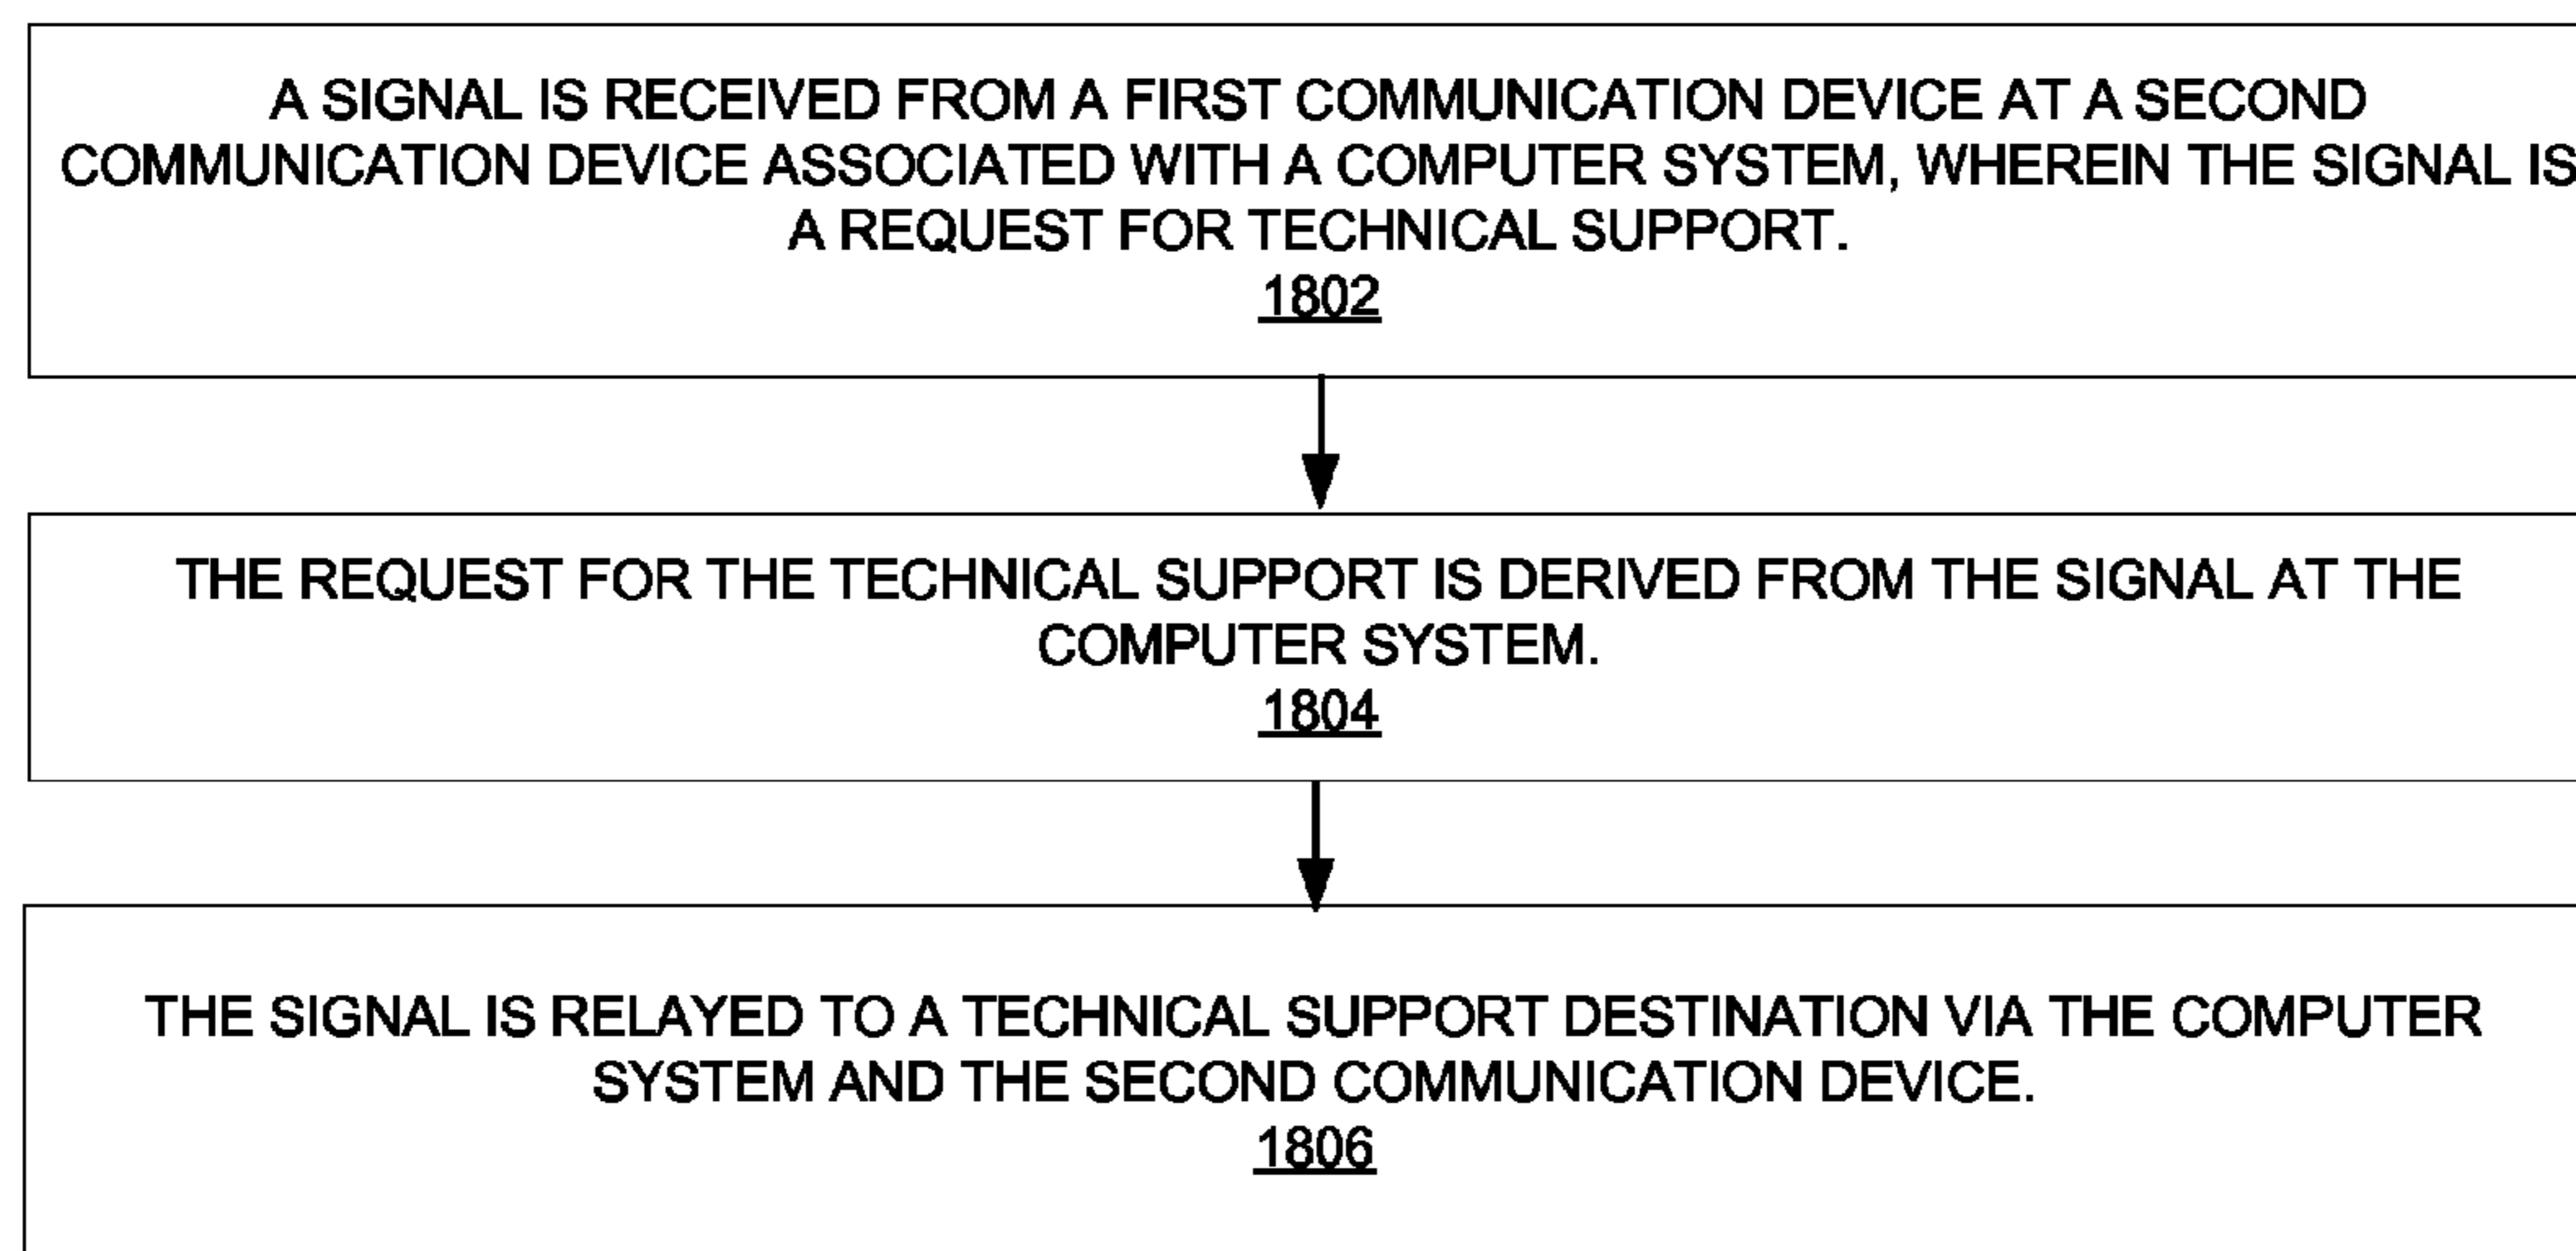 A SIGNAL IS RECEIVED FROM A FIRST COMMUNICATION DEVICE AT A SECOND
COMMUNICATION DEVICE ASSOCIATED WITH A COMPUTER SYSTEM, WHEREIN THE SIGNAL IS
A REQUEST FOR TECHNICAL SUPPORT.
1802
THE REQUEST FOR THE TECHNICAL SUPPORT IS DERIVED FROM THE SIGNAL AT THE
COMPUTER SYSTEM.
1804
THE SIGNAL IS RELAYED TO A TECHNICAL SUPPORT DESTINATION VIA THE COMPUTER
SYSTEM AND THE SECOND COMMUNICATION DEVICE.
1806